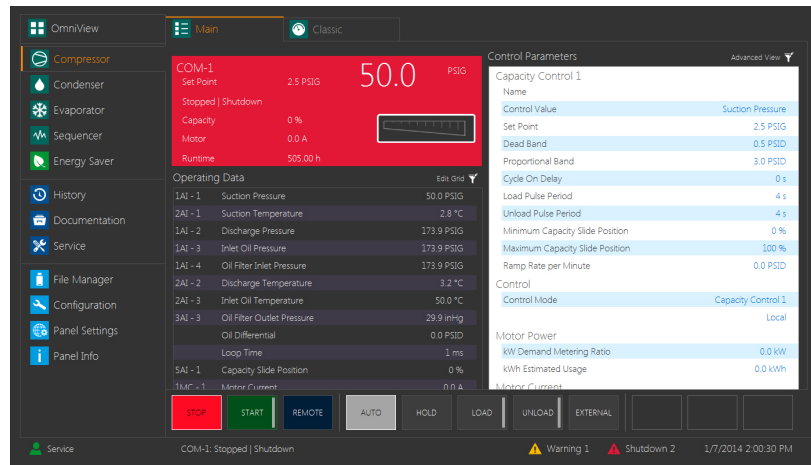 OmniView
Main
Classic
Compressor
Condenser
Evaporator
Sequencer
Energy Saver
History
Documentation
Service
File Manager
Configuration
Panel Settings
Panel Info
COM-1
50.0 PSIG
Set Point 2.5 PSIG
Stopped | Shutdown
Capacity 0 %
Motor 0.0 A
Runtime 505.00 h
Operating Data Edit Grid
1AI - 1 Suction Pressure 50.0 PSIG
2AI - 1 Suction Temperature 2.8 °C
1AI - 2 Discharge Pressure 173.9 PSIG
1AI - 3 Inlet Oil Pressure 173.9 PSIG
1AI - 4 Oil Filter Inlet Pressure 173.9 PSIG
2AI - 2 Discharge Temperature 3.2 °C
2AI - 3 Inlet Oil Temperature 50.0 °C
3AI - 3 Oil Filter Outlet Pressure 29.9 inHg
Oil Differential 0.0 PSID
Loop Time 1 ms
5AI - 1 Capacity Slide Position 0 %
1MC - 1 Motor Current 0.0 A
Control Parameters Advanced View
Capacity Control 1
Name
Control Value Suction Pressure
Set Point 2.5 PSIG
Dead Band 0.5 PSID
Proportional Band 3.0 PSID
Cycle On Delay 0 s
Load Pulse Period 4 s
Unload Pulse Period 4 s
Minimum Capacity Slide Position 0 %
Maximum Capacity Slide Position 100 %
Ramp Rate per Minute 0.0 PSID
Control
Control Mode Capacity Control 1
Local
Motor Power
kW Demand Metering Ratio 0.0 kW
kWh Estimated Usage 0.0 kWh
Motor Current
STOP START REMOTE AUTO HOLD LOAD UNLOAD EXTERNAL
Service COM-1: Stopped | Shutdown Warning 1 Shutdown 2 1/7/2014 2:00:30 PM